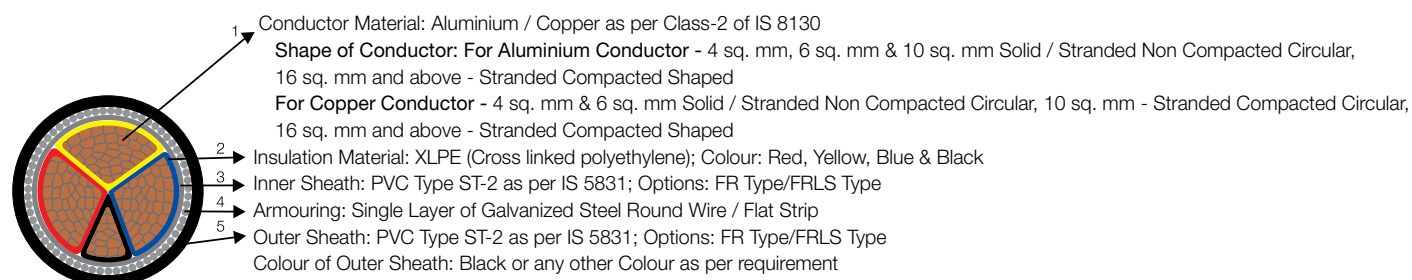 1 Conductor Material: Aluminium / Copper as per Class-2 of IS 8130
Shape of Conductor: For Aluminium Conductor - 4 sq. mm, 6 sq. mm & 10 sq. mm Solid / Stranded Non Compacted Circular,
16 sq. mm and above - Stranded Compacted Shaped
For Copper Conductor - 4 sq. mm & 6 sq. mm Solid / Stranded Non Compacted Circular, 10 sq. mm - Stranded Compacted Circular,
16 sq. mm and above - Stranded Compacted Shaped
2 Insulation Material: XLPE (Cross linked polyethylene); Colour: Red, Yellow, Blue & Black
3 Inner Sheath: PVC Type ST-2 as per IS 5831; Options: FR Type/FRLS Type
4 Armouring: Single Layer of Galvanized Steel Round Wire / Flat Strip
5 Outer Sheath: PVC Type ST-2 as per IS 5831; Options: FR Type/FRLS Type
Colour of Outer Sheath: Black or any other Colour as per requirement